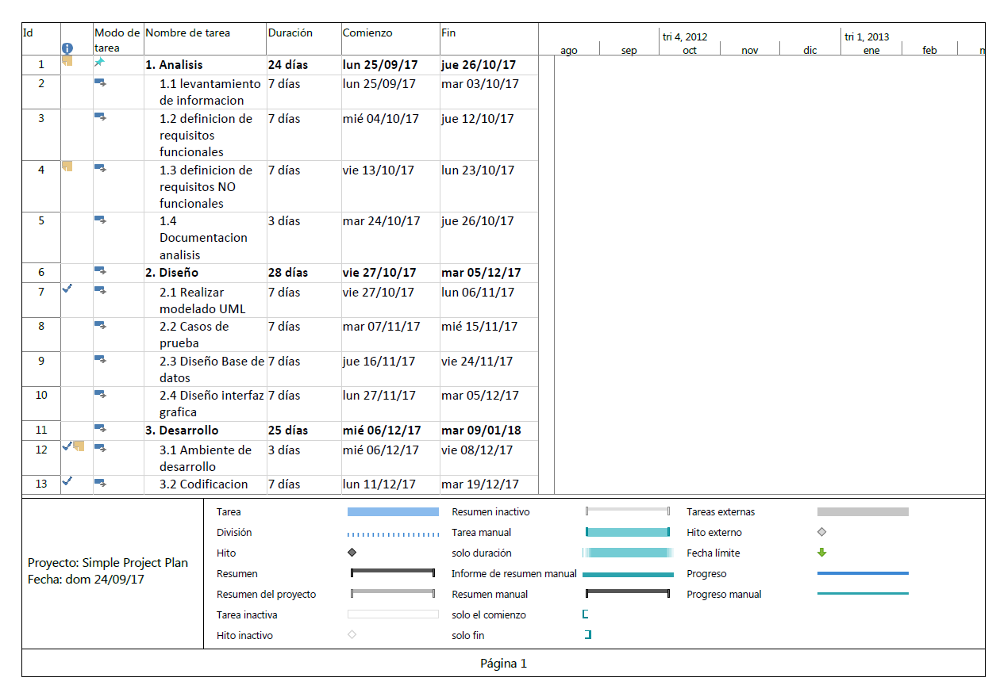 Id Modo de tarea Nombre de tarea Duración Comienzo Fin
tri 4, 2012 tri 1, 2013
ago sep oct nov dic ene feb
1 1. Analisis 24 días lun 25/09/17 jue 26/10/17
2 1.1 levantamiento 7 días lun 25/09/17 mar 03/10/17
de informacion
3 1.2 definicion de 7 días mié 04/10/17 jue 12/10/17
requisitos
funcionales
4 1.3 definicion de 7 días vie 13/10/17 lun 23/10/17
requisitos NO
funcionales
5 1.4 3 días mar 24/10/17 jue 26/10/17
Documentacion
analisis
6 2. Diseño 28 días vie 27/10/17 mar 05/12/17
7 2.1 Realizar 7 días vie 27/10/17 lun 06/11/17
modelado UML
8 2.2 Casos de 7 días mar 07/11/17 mié 15/11/17
prueba
9 2.3 Diseño Base de 7 días jue 16/11/17 vie 24/11/17
datos
10 2.4 Diseño interfaz 7 días lun 27/11/17 mar 05/12/17
grafica
11 3. Desarrollo 25 días mié 06/12/17 mar 09/01/18
12 3.1 Ambiente de 3 días mié 06/12/17 vie 08/12/17
desarrollo
13 3.2 Codificacion 7 días lun 11/12/17 mar 19/12/17
Proyecto: Simple Project Plan
Fecha: dom 24/09/17
Tarea
División
Hito
Resumen
Resumen del proyecto
Tarea inactiva
Hito inactivo
Resumen inactivo
Tarea manual
solo duración
Informe de resumen manual
Resumen manual
solo el comienzo
solo fin
Tareas externas
Hito externo
Fecha límite
Progreso
Progreso manual
Página 1